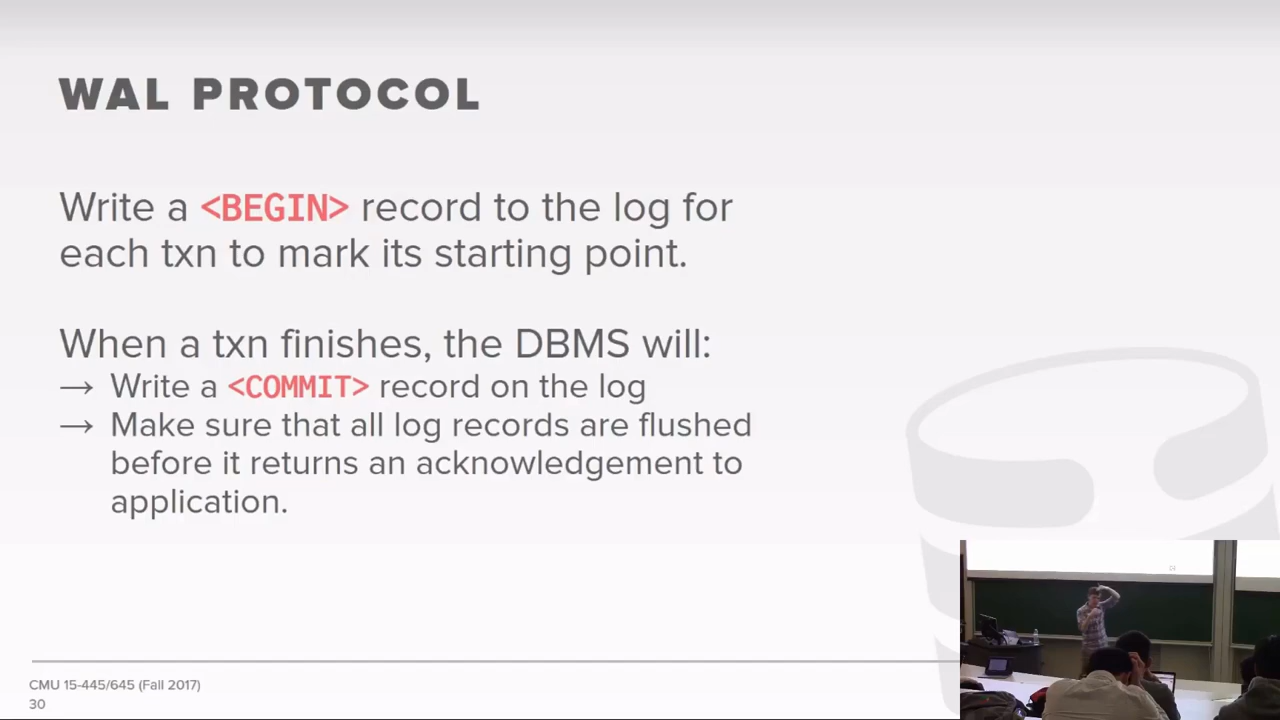 WAL PROTOCOL
Write a <BEGIN> record to the log for
each txn to mark its starting point.
When a txn finishes, the DBMS will:
→ Write a <COMMIT> record on the log
→ Make sure that all log records are flushed
before it returns an acknowledgement to
application.
CMU 15-445/645 (Fall 2017)
30